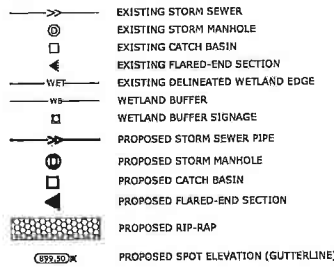 EXISTING STORM SEWER
D EXISTING STORM MANHOLE
EXISTING CATCH BASIN
EXISTING FLARED-END SECTION
WET EXISTING DELINEATED WETLAND EDGE
WB WETLAND BUFFER
WETLAND BUFFER SIGNAGE
PROPOSED STORM SEWER PIPE
D PROPOSED STORM MANHOLE
PROPOSED CATCH BASIN
PROPOSED FLARED-END SECTION
PROPOSED RIP-RAP
899.50 PROPOSED SPOT ELEVATION (GUTTERLINE)